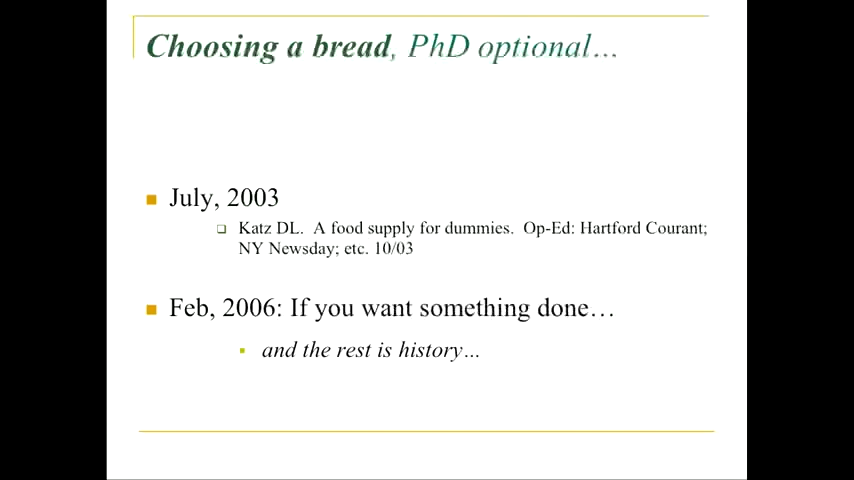 Choosing a bread, PhD optional…
July, 2003
Katz DL. A food supply for dummies. Op-Ed: Hartford Courant;
NY Newsday; etc. 10/03
Feb, 2006: If you want something done…
and the rest is history…